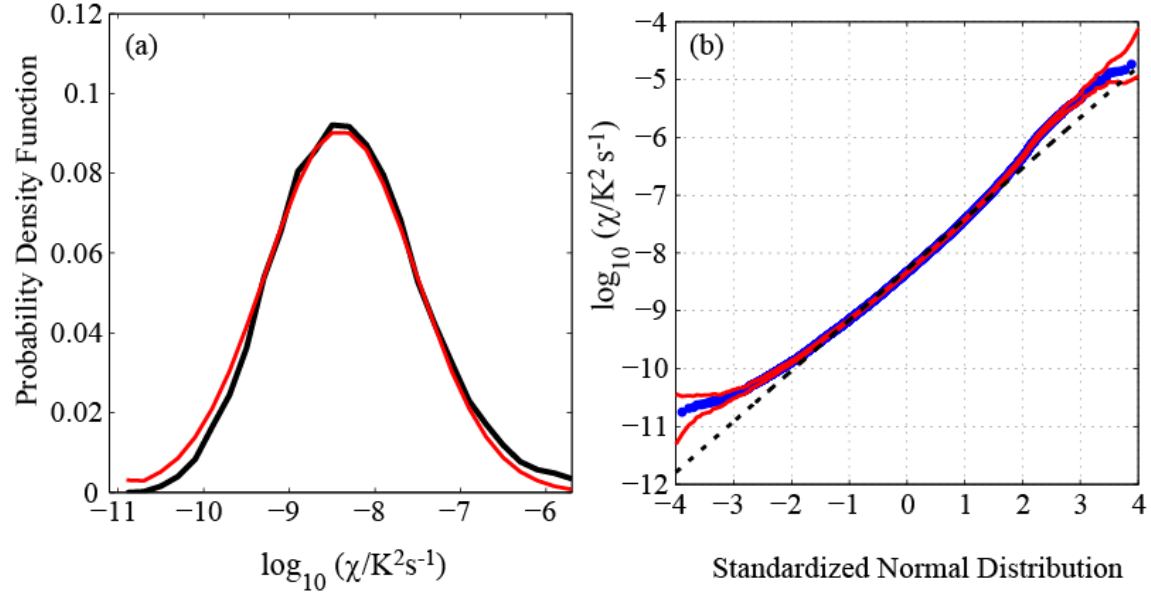 (a)
Probability Density Function
0.12
0.1
0.08
0.06
0.04
0.02
0
−11 −10 −9 −8 −7 −6
log₁₀ (χ/K²s⁻¹)
(b)
log₁₀ (χ/K² s⁻¹)
−4
−5
−6
−7
−8
−9
−10
−11
−12
−4 −3 −2 −1 0 1 2 3 4
Standardized Normal Distribution